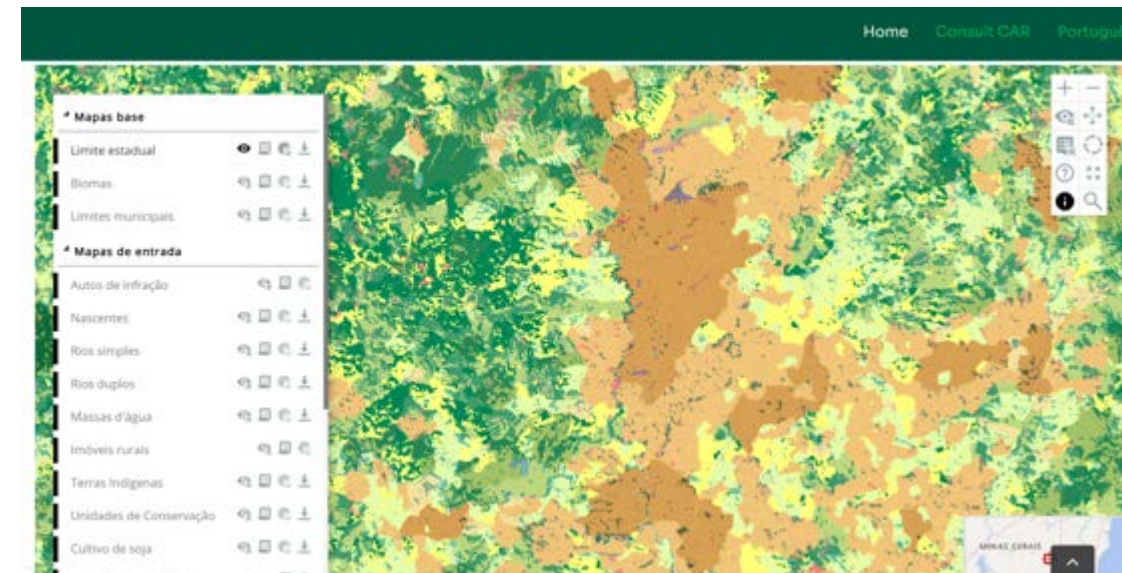 Home Consult CAR Portuguê
Mapas base
Limite estadual
Biomas
Limites municipais
Mapas de entrada
Autos de infração
Nascentes
Rios simples
Rios duplos
Massas d'água
Imóveis rurais
Terras Indígenas
Unidades de Conservação
Cultivo de soja
MINAS GERAIS